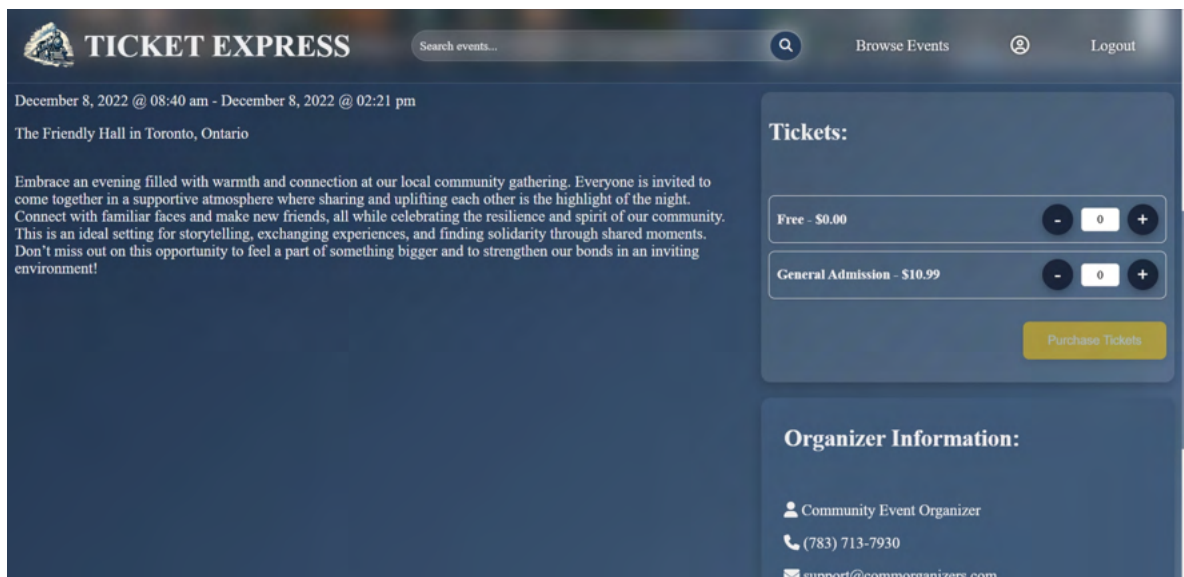 TICKET EXPRESS
Search events...
Browse Events
Logout
December 8, 2022 @ 08:40 am - December 8, 2022 @ 02:21 pm
The Friendly Hall in Toronto, Ontario
Embrace an evening filled with warmth and connection at our local community gathering. Everyone is invited to
come together in a supportive atmosphere where sharing and uplifting each other is the highlight of the night.
Connect with familiar faces and make new friends, all while celebrating the resilience and spirit of our community.
This is an ideal setting for storytelling, exchanging experiences, and finding solidarity through shared moments.
Don't miss out on this opportunity to feel a part of something bigger and to strengthen our bonds in an inviting
environment!
Tickets:
Free - $0.00
- 0 +
General Admission - $10.99
- 0 +
Purchase Tickets
Organizer Information:
Community Event Organizer
(783) 713-7930
support@commorganizers.com